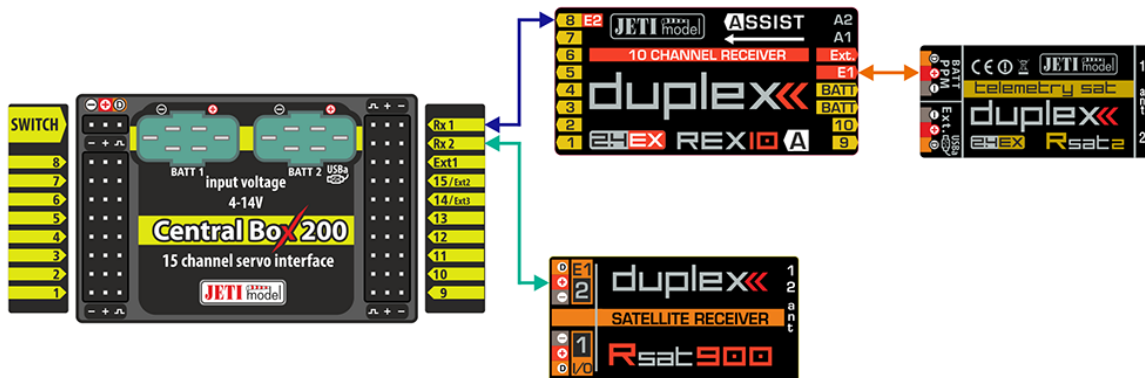 SWITCH
8
7
6
5
4
3
2
1
− + D
BATT 1
BATT 2
USBa
input voltage
4-14V
Central Box 200
15 channel servo interface
JETI model
− +
− +
− +
+ −
Rx 1
Rx 2
Ext1
15/Ext2
14/Ext3
13
12
11
10
9
8 E2
7
6
5
4
3
2
1
JETI model
ASSIST
10 CHANNEL RECEIVER
duplex
2.4EX REX10 A
A2
A1
Ext.
E1
BATT
BATT
10
9
BATT
PPM
D + −
Ext.
USBa
− + D
CE JETI model
telemetry sat
duplex
2.4EX Rsat2
1
ant
2
D + −
E1
2
1
I/O
− + D
duplex
SATELLITE RECEIVER
Rsat900
1
2
ant